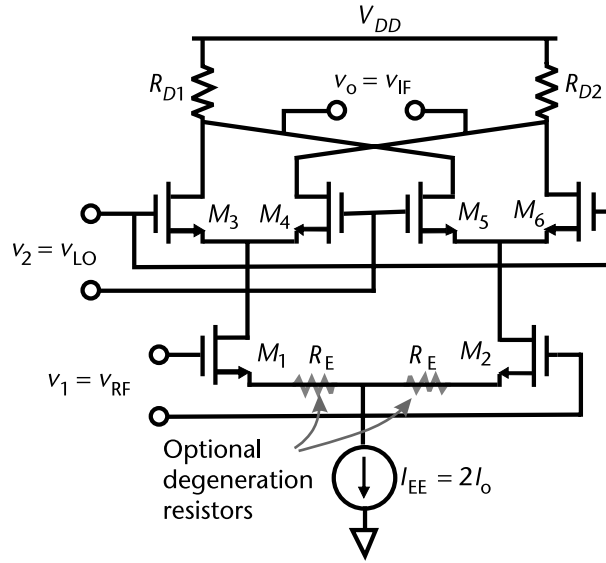 V_DD
R_D1
v_o = v_IF
R_D2
M_3
M_4
M_5
M_6
v_2 = v_LO
M_1
R_E
R_E
M_2
v_1 = v_RF
Optional
degeneration
resistors
I_EE = 2I_o